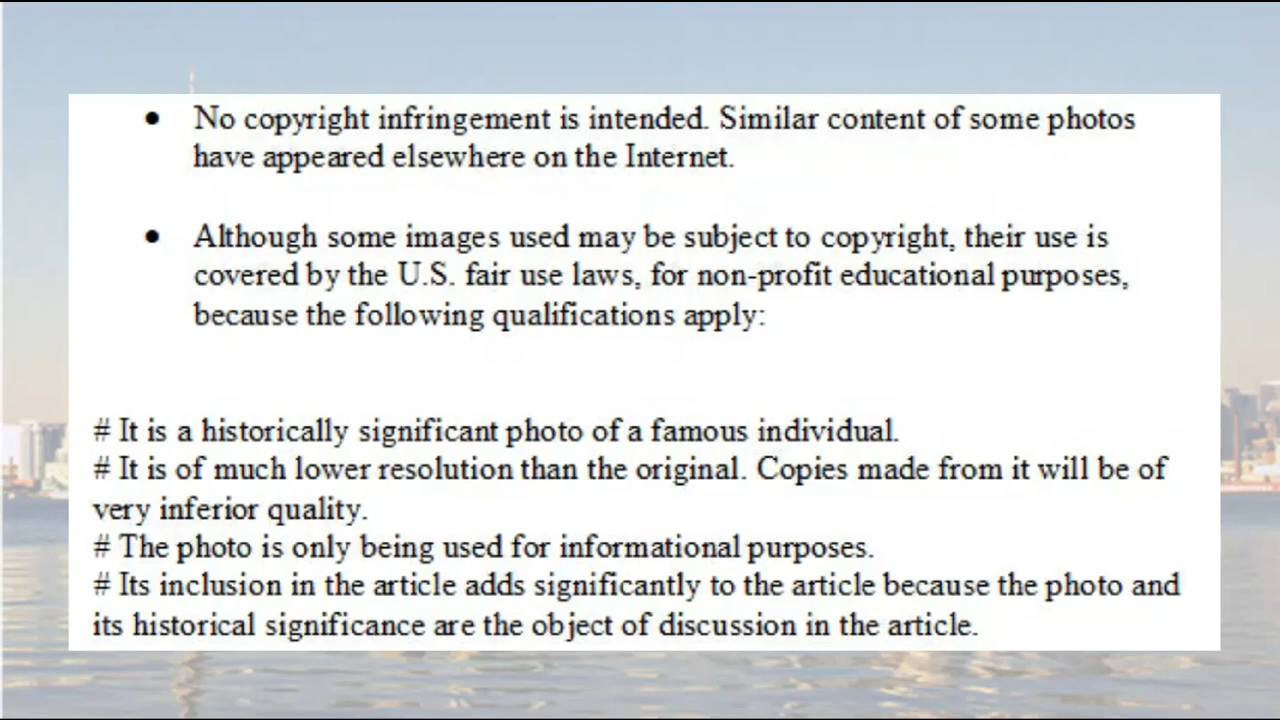 • No copyright infringement is intended. Similar content of some photos
have appeared elsewhere on the Internet.
• Although some images used may be subject to copyright, their use is
covered by the U.S. fair use laws, for non-profit educational purposes,
because the following qualifications apply:
# It is a historically significant photo of a famous individual.
# It is of much lower resolution than the original. Copies made from it will be of
very inferior quality.
# The photo is only being used for informational purposes.
# Its inclusion in the article adds significantly to the article because the photo and
its historical significance are the object of discussion in the article.